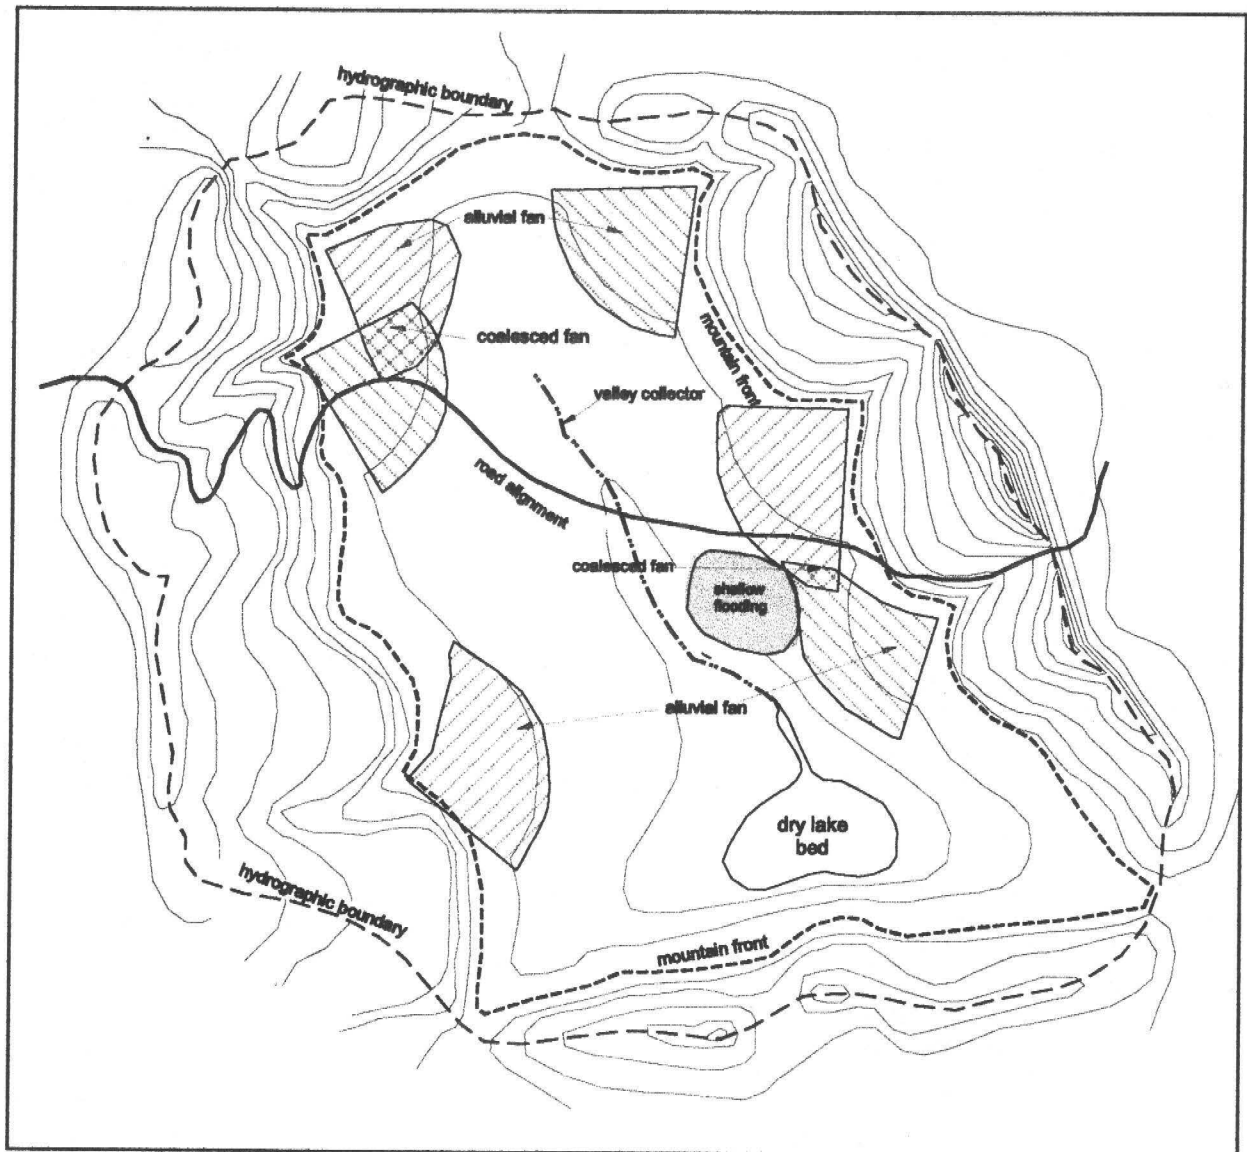 hydrographic boundary
alluvial fan
coalesced fan
mountain front
valley collector
road alignment
coalesced fan
shallow
flooding
alluvial fan
dry lake
bed
hydrographic boundary
mountain front